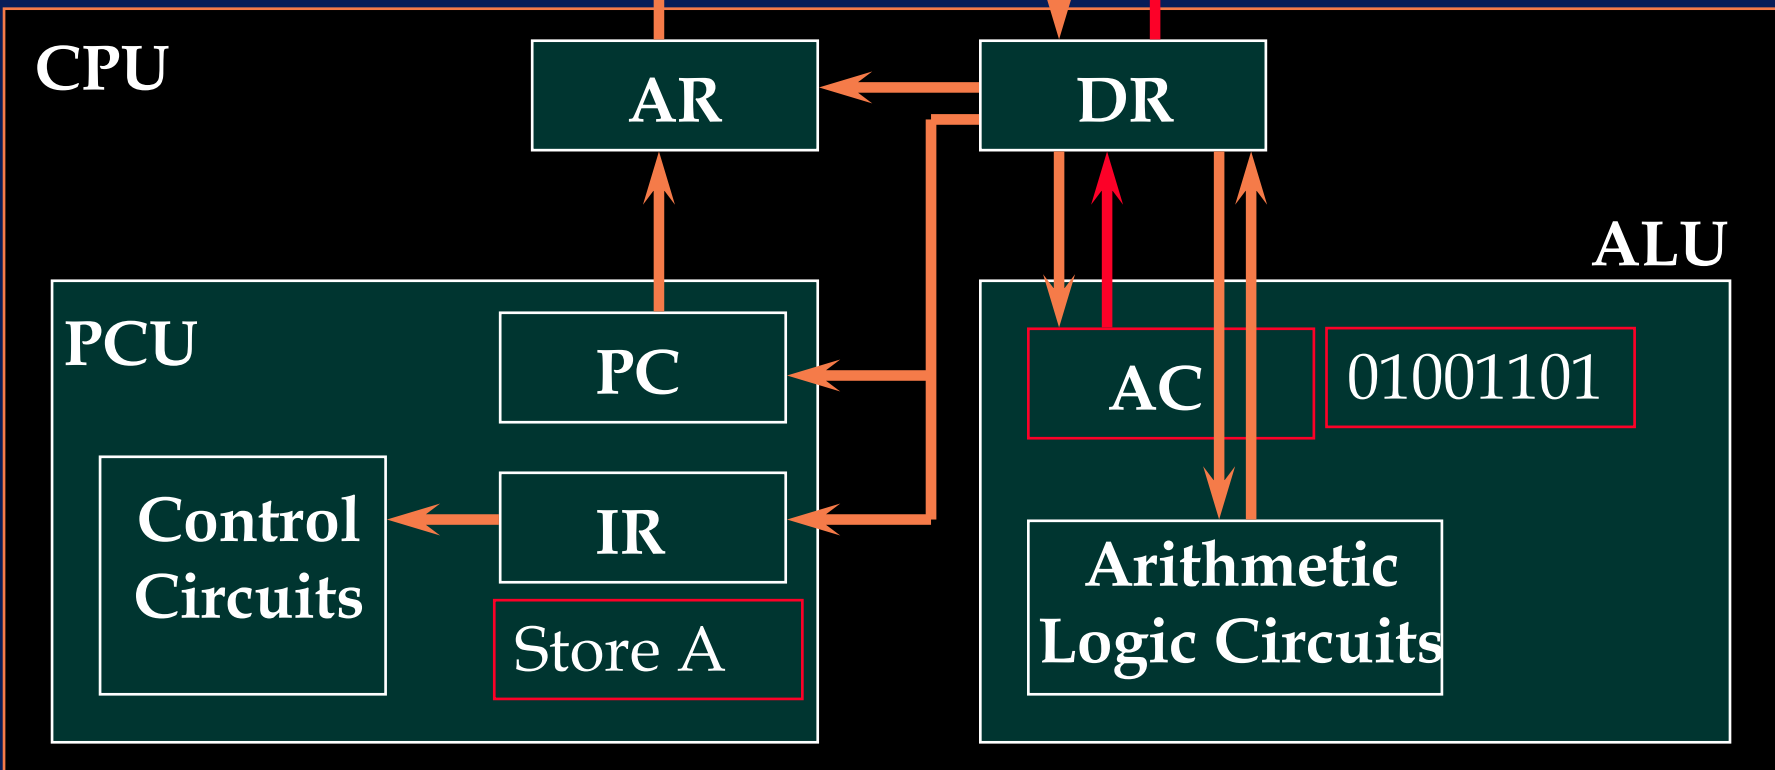 CPU
AR
DR
ALU
PCU
PC
AC
01001101
Control
Circuits
IR
Store A
Arithmetic
Logic Circuits